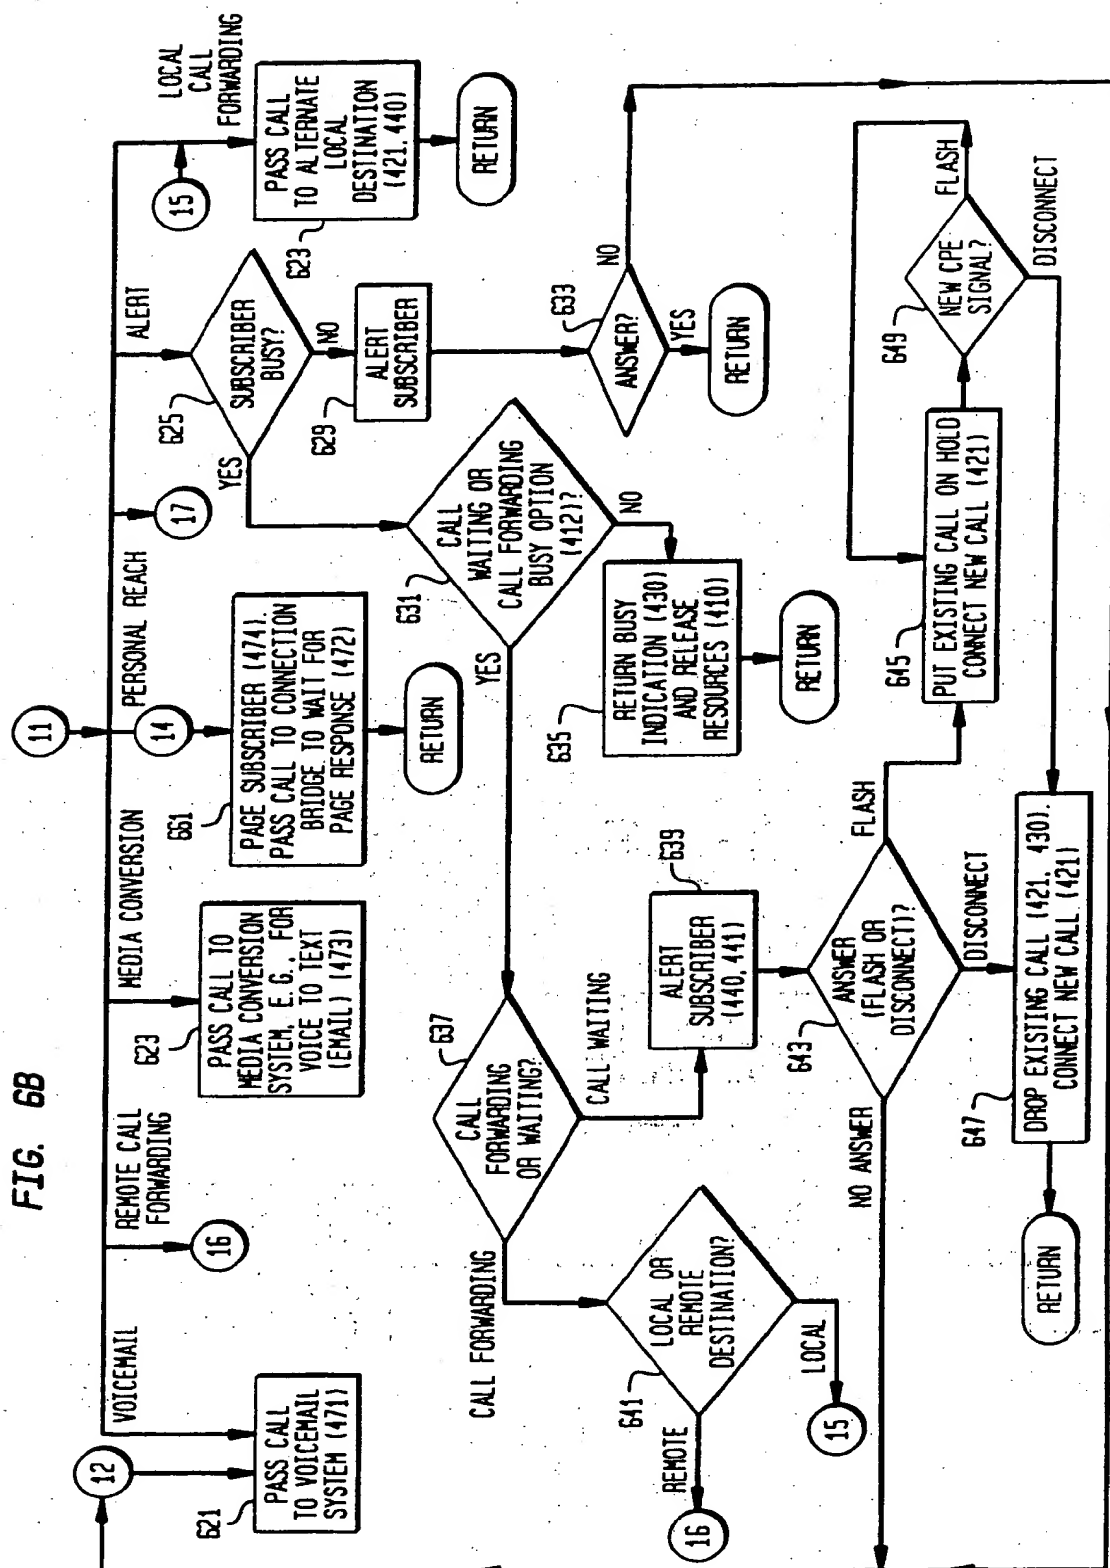 FIG. 6B
11
VOICEMAIL
REMOTE CALL
FORWARDING
MEDIA CONVERSION
PERSONAL REACH
ALERT
LOCAL
CALL
FORWARDING
12
16
14
17
15
621
PASS CALL
TO VOICEMAIL
SYSTEM (471)
623
PASS CALL TO
MEDIA CONVERSION
SYSTEM, E.G., FOR
VOICE TO TEXT
(EMAIL) (473)
661
PAGE SUBSCRIBER (474).
PASS CALL TO CONNECTION
BRIDGE TO WAIT FOR
PAGE RESPONSE (472)
RETURN
625
SUBSCRIBER
BUSY?
YES
NO
623
PASS CALL
TO ALTERNATE
LOCAL
DESTINATION
(421, 440)
RETURN
629
ALERT
SUBSCRIBER
631
CALL
WAITING OR
CALL FORWARDING
BUSY OPTION
(412)?
YES
NO
633
ANSWER?
NO
YES
RETURN
637
CALL
FORWARDING
OR WAITING?
CALL FORWARDING
CALL WAITING
635
RETURN BUSY
INDICATION (430)
AND RELEASE
RESOURCES (410)
RETURN
641
LOCAL OR
REMOTE
DESTINATION?
REMOTE
LOCAL
16
15
639
ALERT
SUBSCRIBER
(440, 441)
643
ANSWER
(FLASH OR
DISCONNECT)?
NO ANSWER
FLASH
DISCONNECT
645
PUT EXISTING CALL ON HOLD
CONNECT NEW CALL (421)
649
NEW CPE
SIGNAL?
FLASH
DISCONNECT
647
DROP EXISTING CALL (421, 430).
CONNECT NEW CALL (421)
RETURN